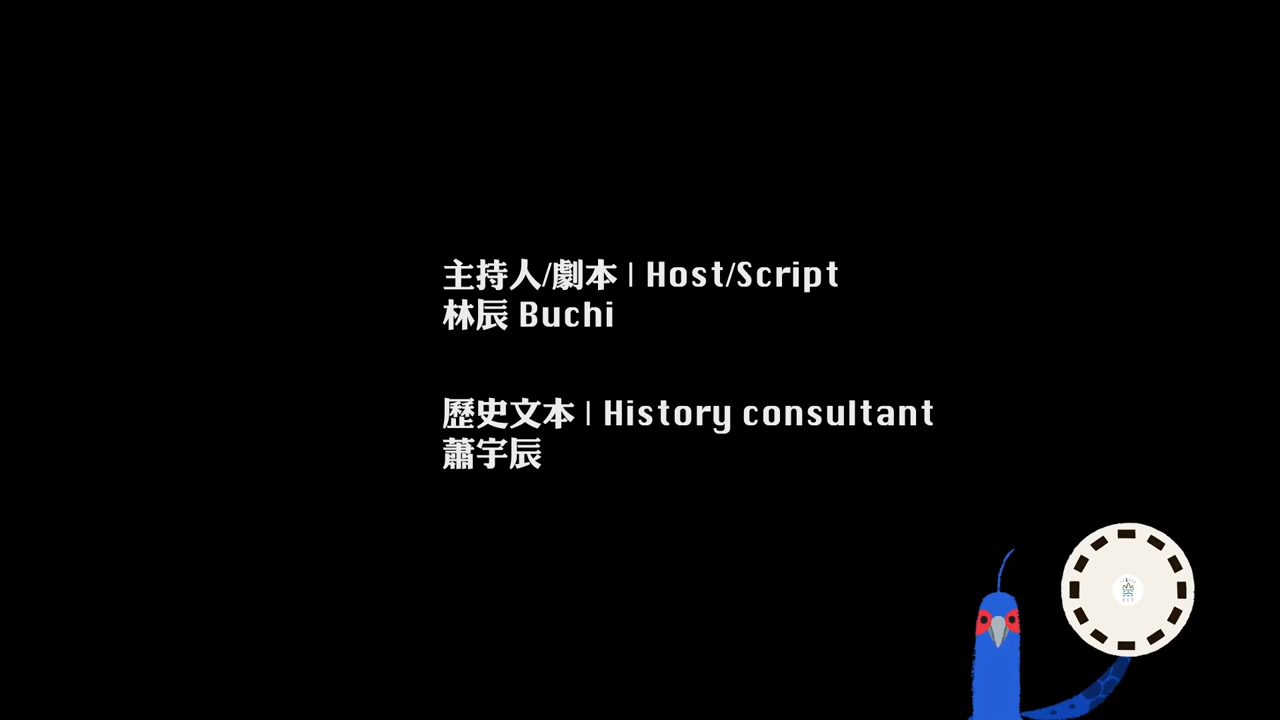 主持人/劇本 | Host/Script
林辰 Buchi
歷史文本 | History consultant
蕭宇辰